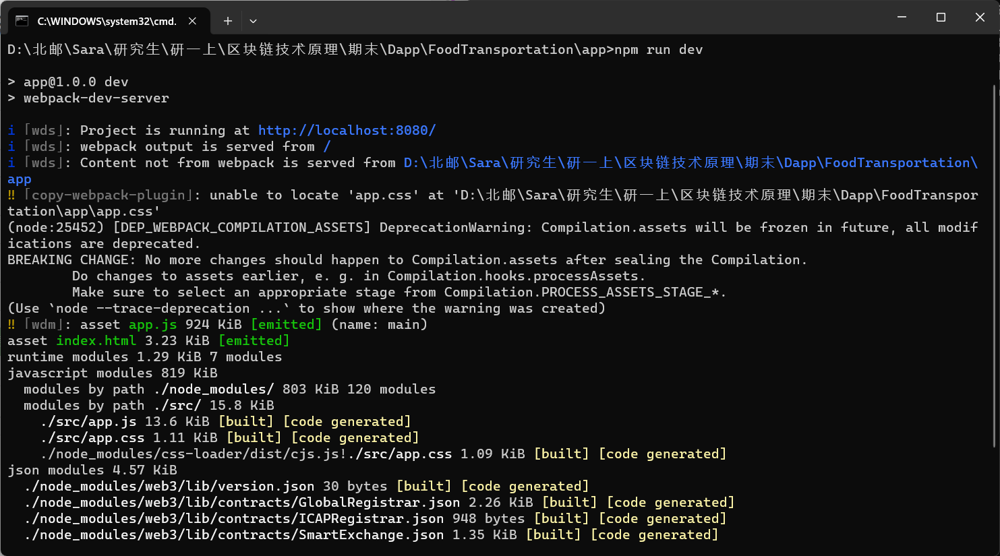 C:\WINDOWS\system32\cmd.
D:\北邮\Sara\研究生\研一上\区块链技术原理\期末\Dapp\FoodTransportation\app>npm run dev
> app@1.0.0 dev
> webpack-dev-server
i ｢wds｣: Project is running at http://localhost:8080/
i ｢wds｣: webpack output is served from /
i ｢wds｣: Content not from webpack is served from D:\北邮\Sara\研究生\研一上\区块链技术原理\期末\Dapp\FoodTransportation\
app
‼ ｢copy-webpack-plugin｣: unable to locate 'app.css' at 'D:\北邮\Sara\研究生\研一上\区块链技术原理\期末\Dapp\FoodTranspor
tation\app\app.css'
(node:25452) [DEP_WEBPACK_COMPILATION_ASSETS] DeprecationWarning: Compilation.assets will be frozen in future, all modif
ications are deprecated.
BREAKING CHANGE: No more changes should happen to Compilation.assets after sealing the Compilation.
        Do changes to assets earlier, e. g. in Compilation.hooks.processAssets.
        Make sure to select an appropriate stage from Compilation.PROCESS_ASSETS_STAGE_*.
(Use `node --trace-deprecation ...` to show where the warning was created)
‼ ｢wdm｣: asset app.js 924 KiB [emitted] (name: main)
asset index.html 3.23 KiB [emitted]
runtime modules 1.29 KiB 7 modules
javascript modules 819 KiB
  modules by path ./node_modules/ 803 KiB 120 modules
  modules by path ./src/ 15.8 KiB
    ./src/app.js 13.6 KiB [built] [code generated]
    ./src/app.css 1.11 KiB [built] [code generated]
    ./node_modules/css-loader/dist/cjs.js!./src/app.css 1.09 KiB [built] [code generated]
json modules 4.57 KiB
  ./node_modules/web3/lib/version.json 30 bytes [built] [code generated]
  ./node_modules/web3/lib/contracts/GlobalRegistrar.json 2.26 KiB [built] [code generated]
  ./node_modules/web3/lib/contracts/ICAPRegistrar.json 948 bytes [built] [code generated]
  ./node_modules/web3/lib/contracts/SmartExchange.json 1.35 KiB [built] [code generated]